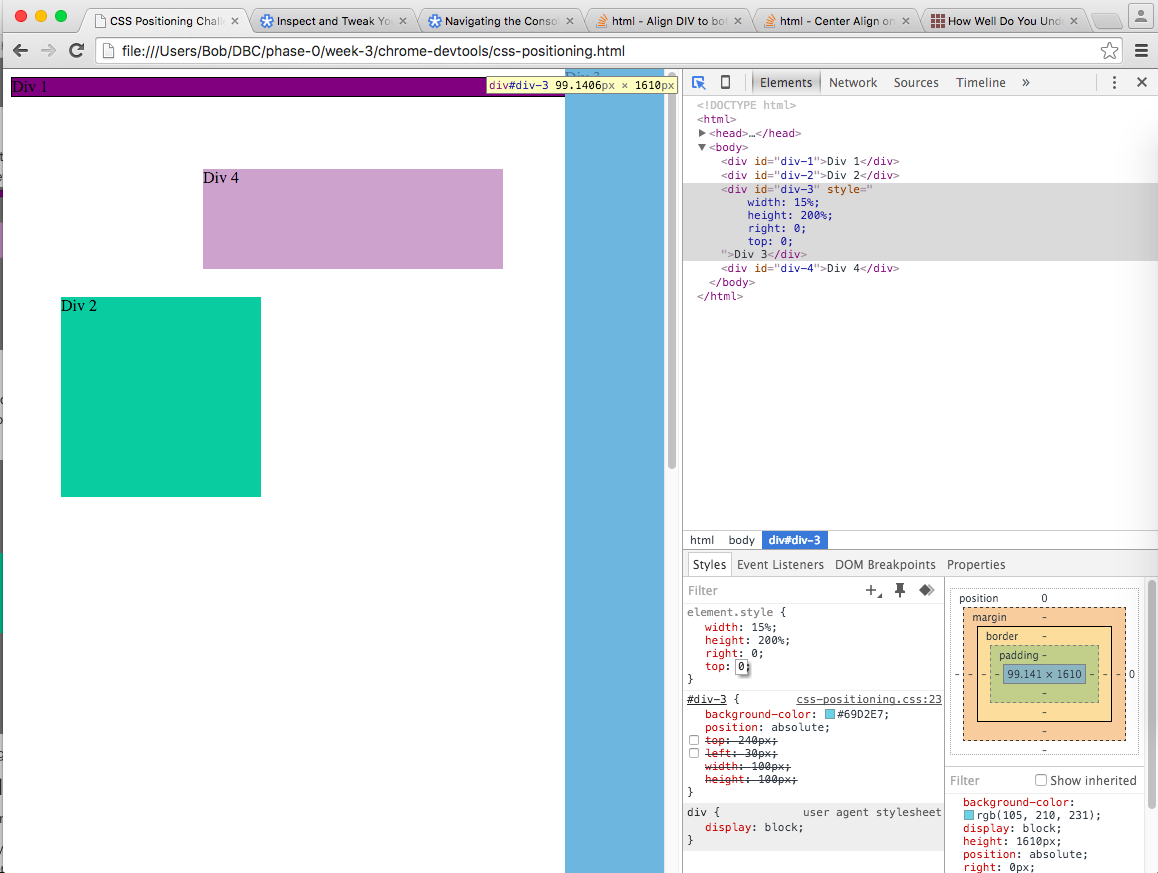 CSS Positioning Challe
Inspect and Tweak Yo
Navigating the Conso
html - Align DIV to bo
html - Center Align on
How Well Do You Und
file:///Users/Bob/DBC/phase-0/week-3/chrome-devtools/css-positioning.html
Div 1
div#div-3 99.1406px × 1610px
Div 3
Div 4
Div 2
Elements Network Sources Timeline »
<!DOCTYPE html>
<html>
<head>…</head>
<body>
<div id="div-1">Div 1</div>
<div id="div-2">Div 2</div>
<div id="div-3" style="
width: 15%;
height: 200%;
right: 0;
top: 0;
">Div 3</div>
<div id="div-4">Div 4</div>
</body>
</html>
html body div#div-3
Styles Event Listeners DOM Breakpoints Properties
Filter
element.style {
width: 15%;
height: 200%;
right: 0;
top: 0;
}
#div-3 { css-positioning.css:23
background-color: #69D2E7;
position: absolute;
top: 240px;
left: 30px;
width: 100px;
height: 100px;
}
div { user agent stylesheet
display: block;
}
position 0
margin -
border -
padding -
- - - 99.141 × 1610 - - - 0
-
-
-
-
Filter Show inherited
background-color:
rgb(105, 210, 231);
display: block;
height: 1610px;
position: absolute;
right: 0px;